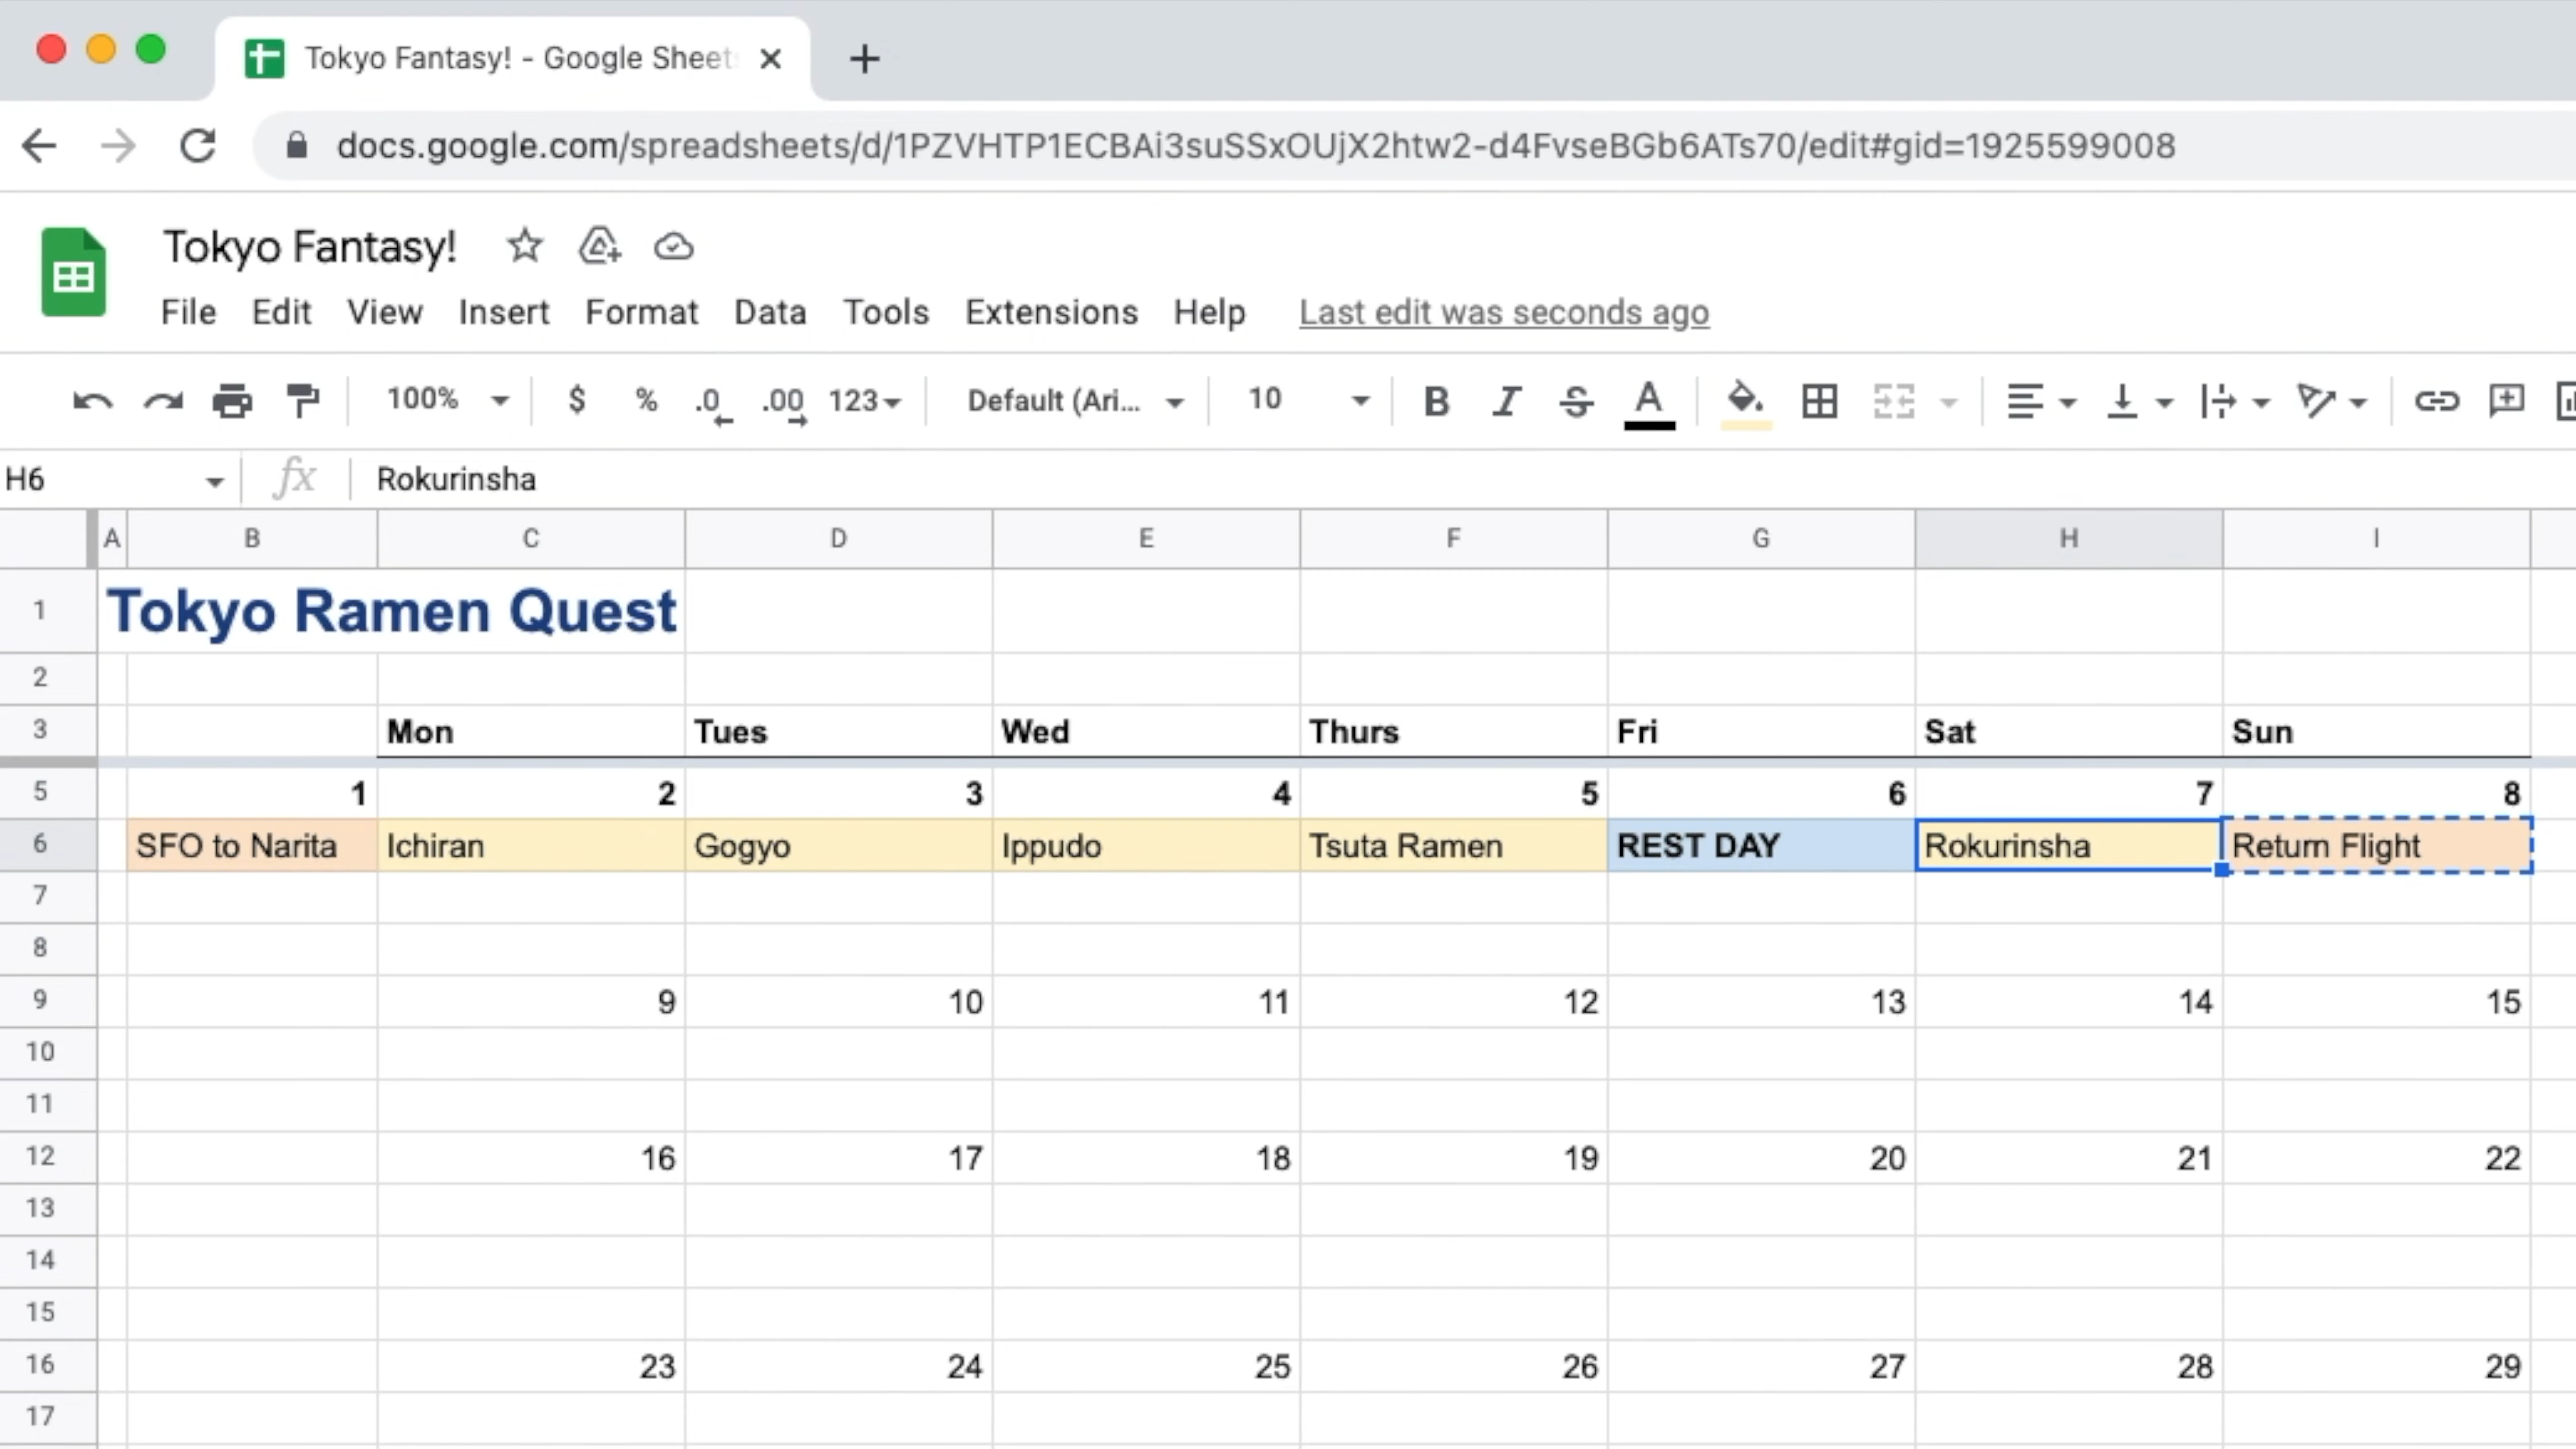 Tokyo Fantasy! - Google Sheets
docs.google.com/spreadsheets/d/1PZVHTP1ECBAi3suSSxOUjX2htw2-d4FvseBGb6ATs70/edit#gid=1925599008
Tokyo Fantasy!
File Edit View Insert Format Data Tools Extensions Help Last edit was seconds ago
100% $ % .0 .00 123 Default (Ari... 10 B I S A
H6 fx Rokurinsha
A B C D E F G H I
1 Tokyo Ramen Quest
2
3 Mon Tues Wed Thurs Fri Sat Sun
5 1 2 3 4 5 6 7 8
6 SFO to Narita Ichiran Gogyo Ippudo Tsuta Ramen REST DAY Rokurinsha Return Flight
7
8
9 9 10 11 12 13 14 15
10
11
12 16 17 18 19 20 21 22
13
14
15
16 23 24 25 26 27 28 29
17